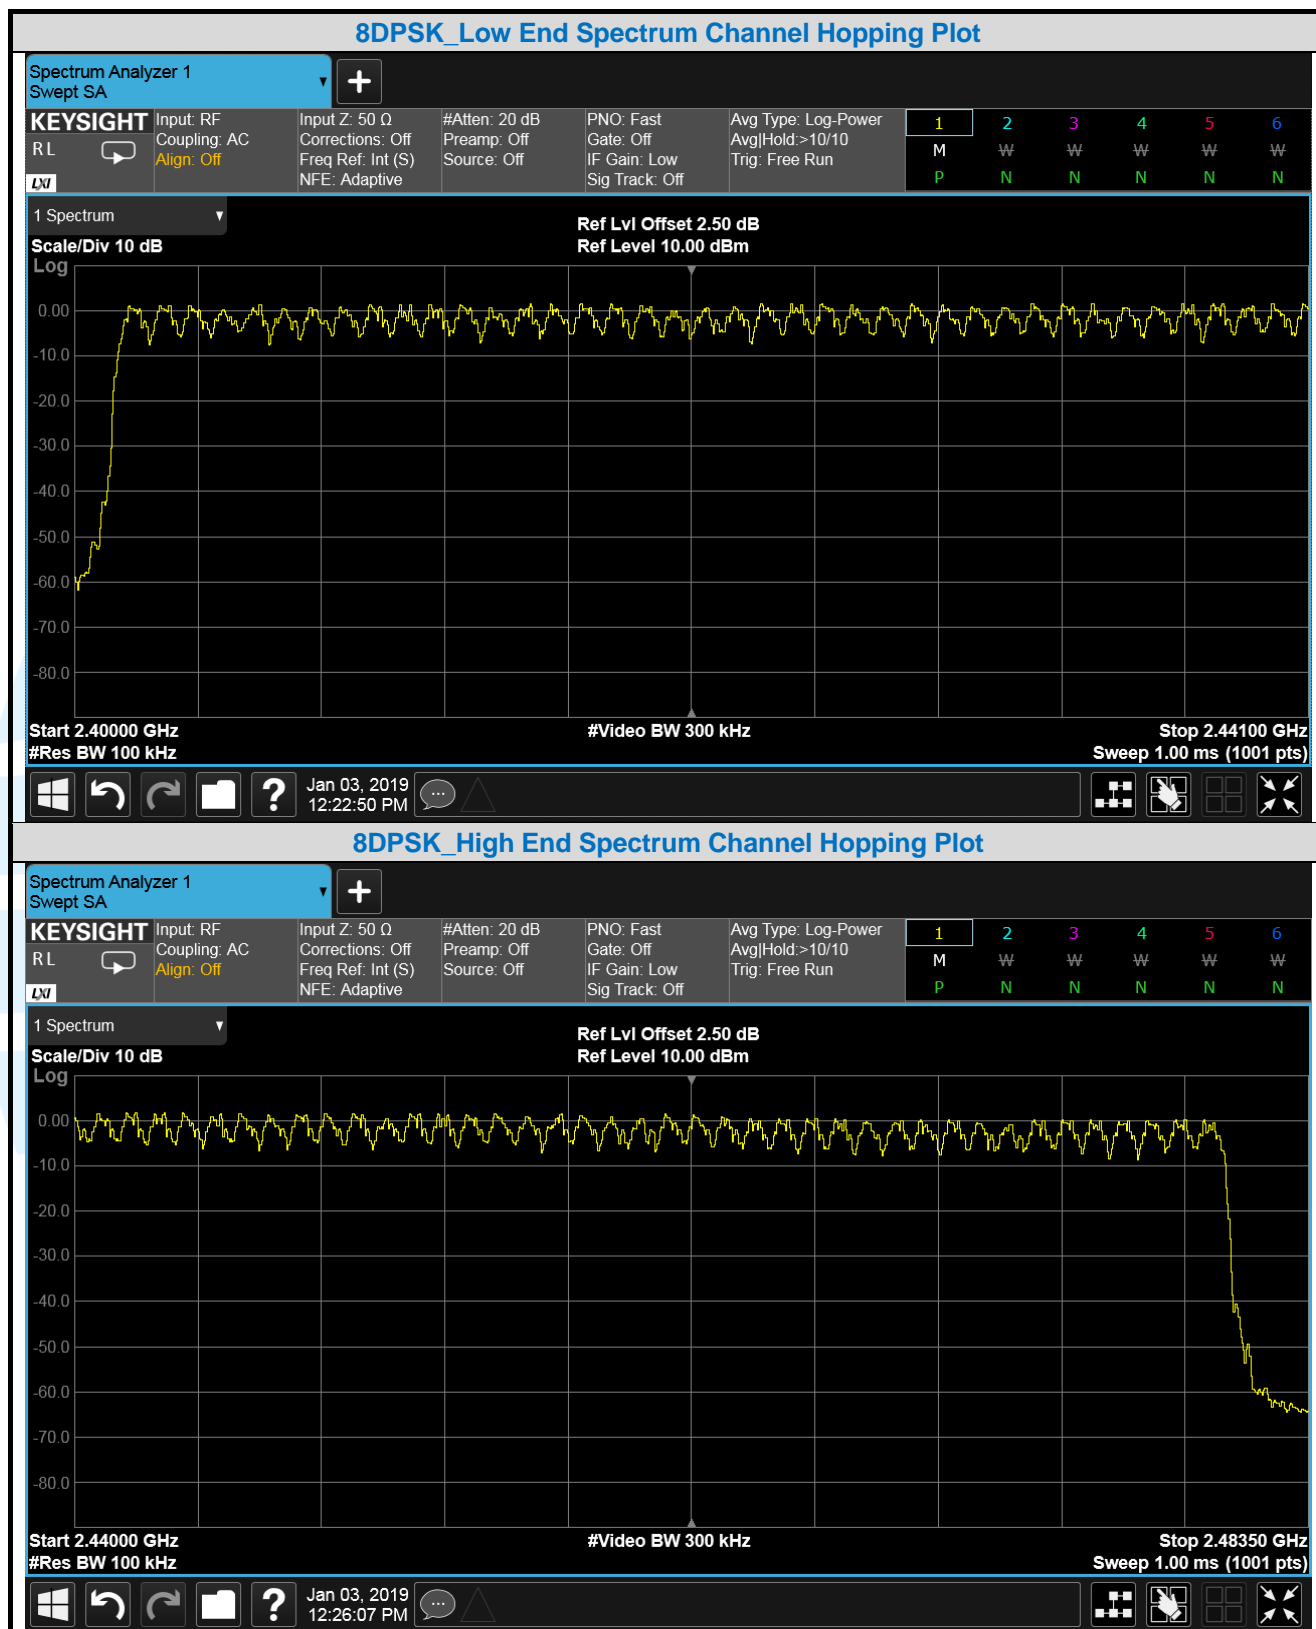 8DPSK_Low End Spectrum Channel Hopping Plot
Spectrum Analyzer 1
Swept SA
KEYSIGHT Input: RF Input Z: 50 Ω #Atten: 20 dB PNO: Fast Avg Type: Log-Power 1 2 3 4 5 6
RL Coupling: AC Corrections: Off Preamp: Off Gate: Off Avg|Hold:>10/10 M W W W W W
Align: Off Freq Ref: Int (S) Source: Off IF Gain: Low Trig: Free Run
LXI NFE: Adaptive Sig Track: Off P N N N N N
1 Spectrum
Ref Lvl Offset 2.50 dB
Scale/Div 10 dB Ref Level 10.00 dBm
Log
0.00
-10.0
-20.0
-30.0
-40.0
-50.0
-60.0
-70.0
-80.0
Start 2.40000 GHz #Video BW 300 kHz Stop 2.44100 GHz
#Res BW 100 kHz Sweep 1.00 ms (1001 pts)
? Jan 03, 2019
12:22:50 PM
8DPSK_High End Spectrum Channel Hopping Plot
Spectrum Analyzer 1
Swept SA
KEYSIGHT Input: RF Input Z: 50 Ω #Atten: 20 dB PNO: Fast Avg Type: Log-Power 1 2 3 4 5 6
RL Coupling: AC Corrections: Off Preamp: Off Gate: Off Avg|Hold:>10/10 M W W W W W
Align: Off Freq Ref: Int (S) Source: Off IF Gain: Low Trig: Free Run
LXI NFE: Adaptive Sig Track: Off P N N N N N
1 Spectrum
Ref Lvl Offset 2.50 dB
Scale/Div 10 dB Ref Level 10.00 dBm
Log
0.00
-10.0
-20.0
-30.0
-40.0
-50.0
-60.0
-70.0
-80.0
Start 2.44000 GHz #Video BW 300 kHz Stop 2.48350 GHz
#Res BW 100 kHz Sweep 1.00 ms (1001 pts)
? Jan 03, 2019
12:26:07 PM